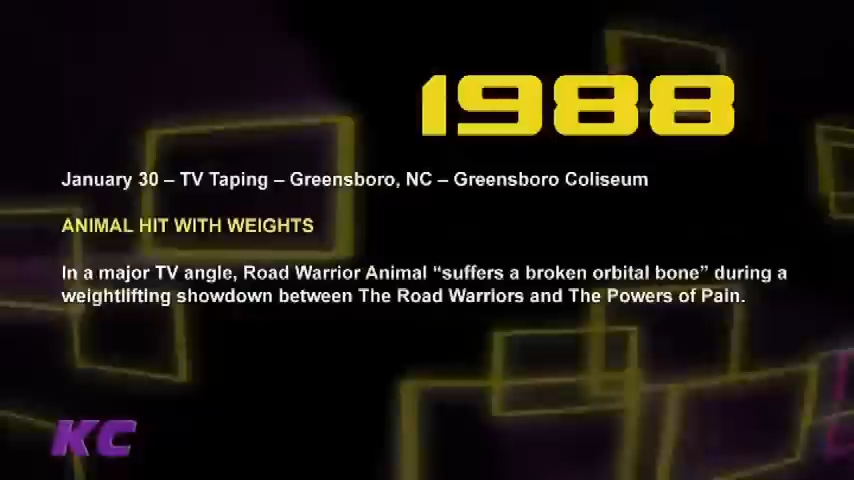 1988
January 30 – TV Taping – Greensboro, NC – Greensboro Coliseum
ANIMAL HIT WITH WEIGHTS
In a major TV angle, Road Warrior Animal “suffers a broken orbital bone” during a
weightlifting showdown between The Road Warriors and The Powers of Pain.
KC